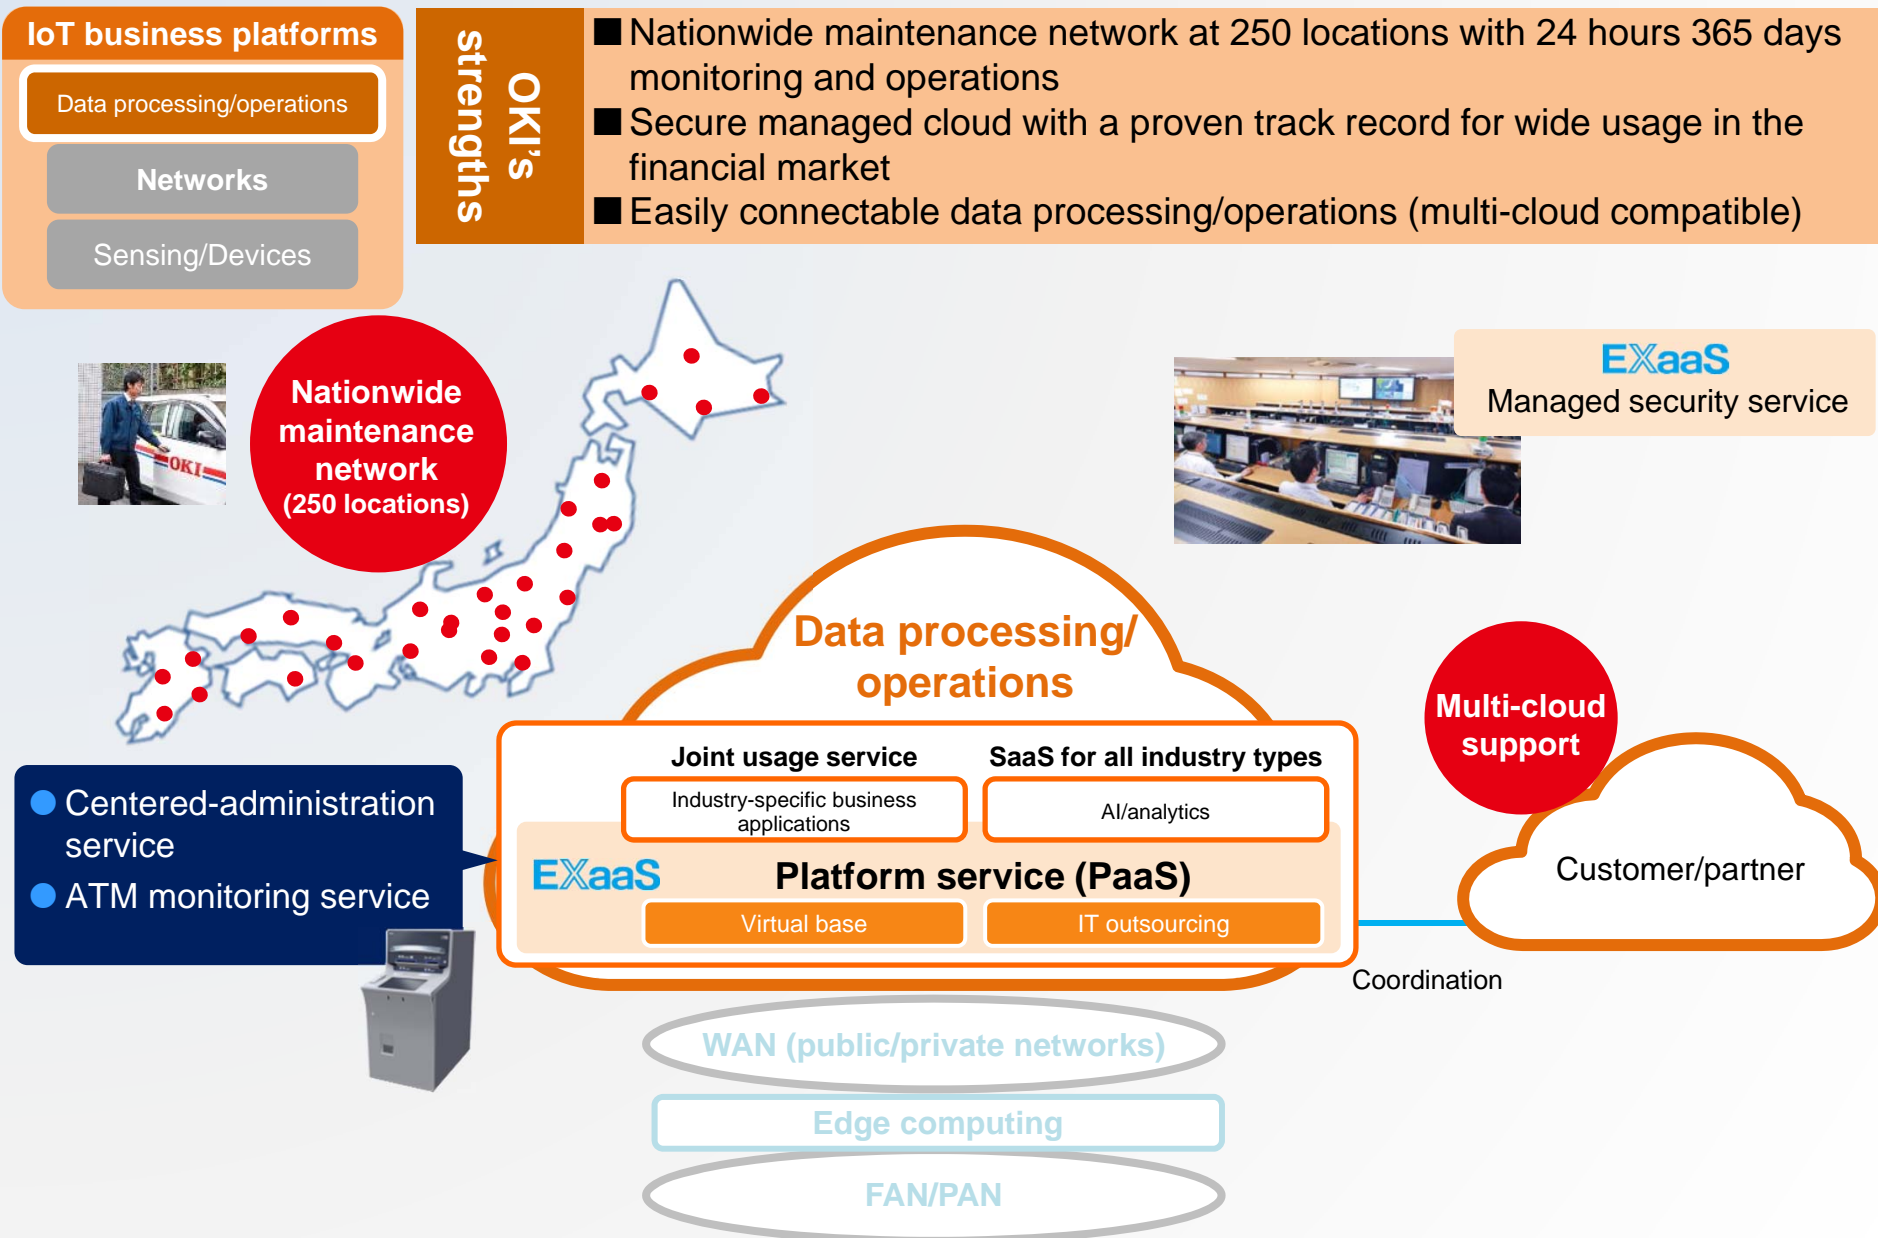 IoT business platforms
Data processing/operations
Networks
Sensing/Devices
OKI's
strengths
■ Nationwide maintenance network at 250 locations with 24 hours 365 days
monitoring and operations
■ Secure managed cloud with a proven track record for wide usage in the
financial market
■ Easily connectable data processing/operations (multi-cloud compatible)
OKI
Nationwide
maintenance
network
(250 locations)
EXaaS
Managed security service
Data processing/
operations
Multi-cloud
support
Joint usage service
Industry-specific business
applications
SaaS for all industry types
AI/analytics
EXaaS
Platform service (PaaS)
Virtual base
IT outsourcing
● Centered-administration
service
● ATM monitoring service
Customer/partner
Coordination
WAN (public/private networks)
Edge computing
FAN/PAN